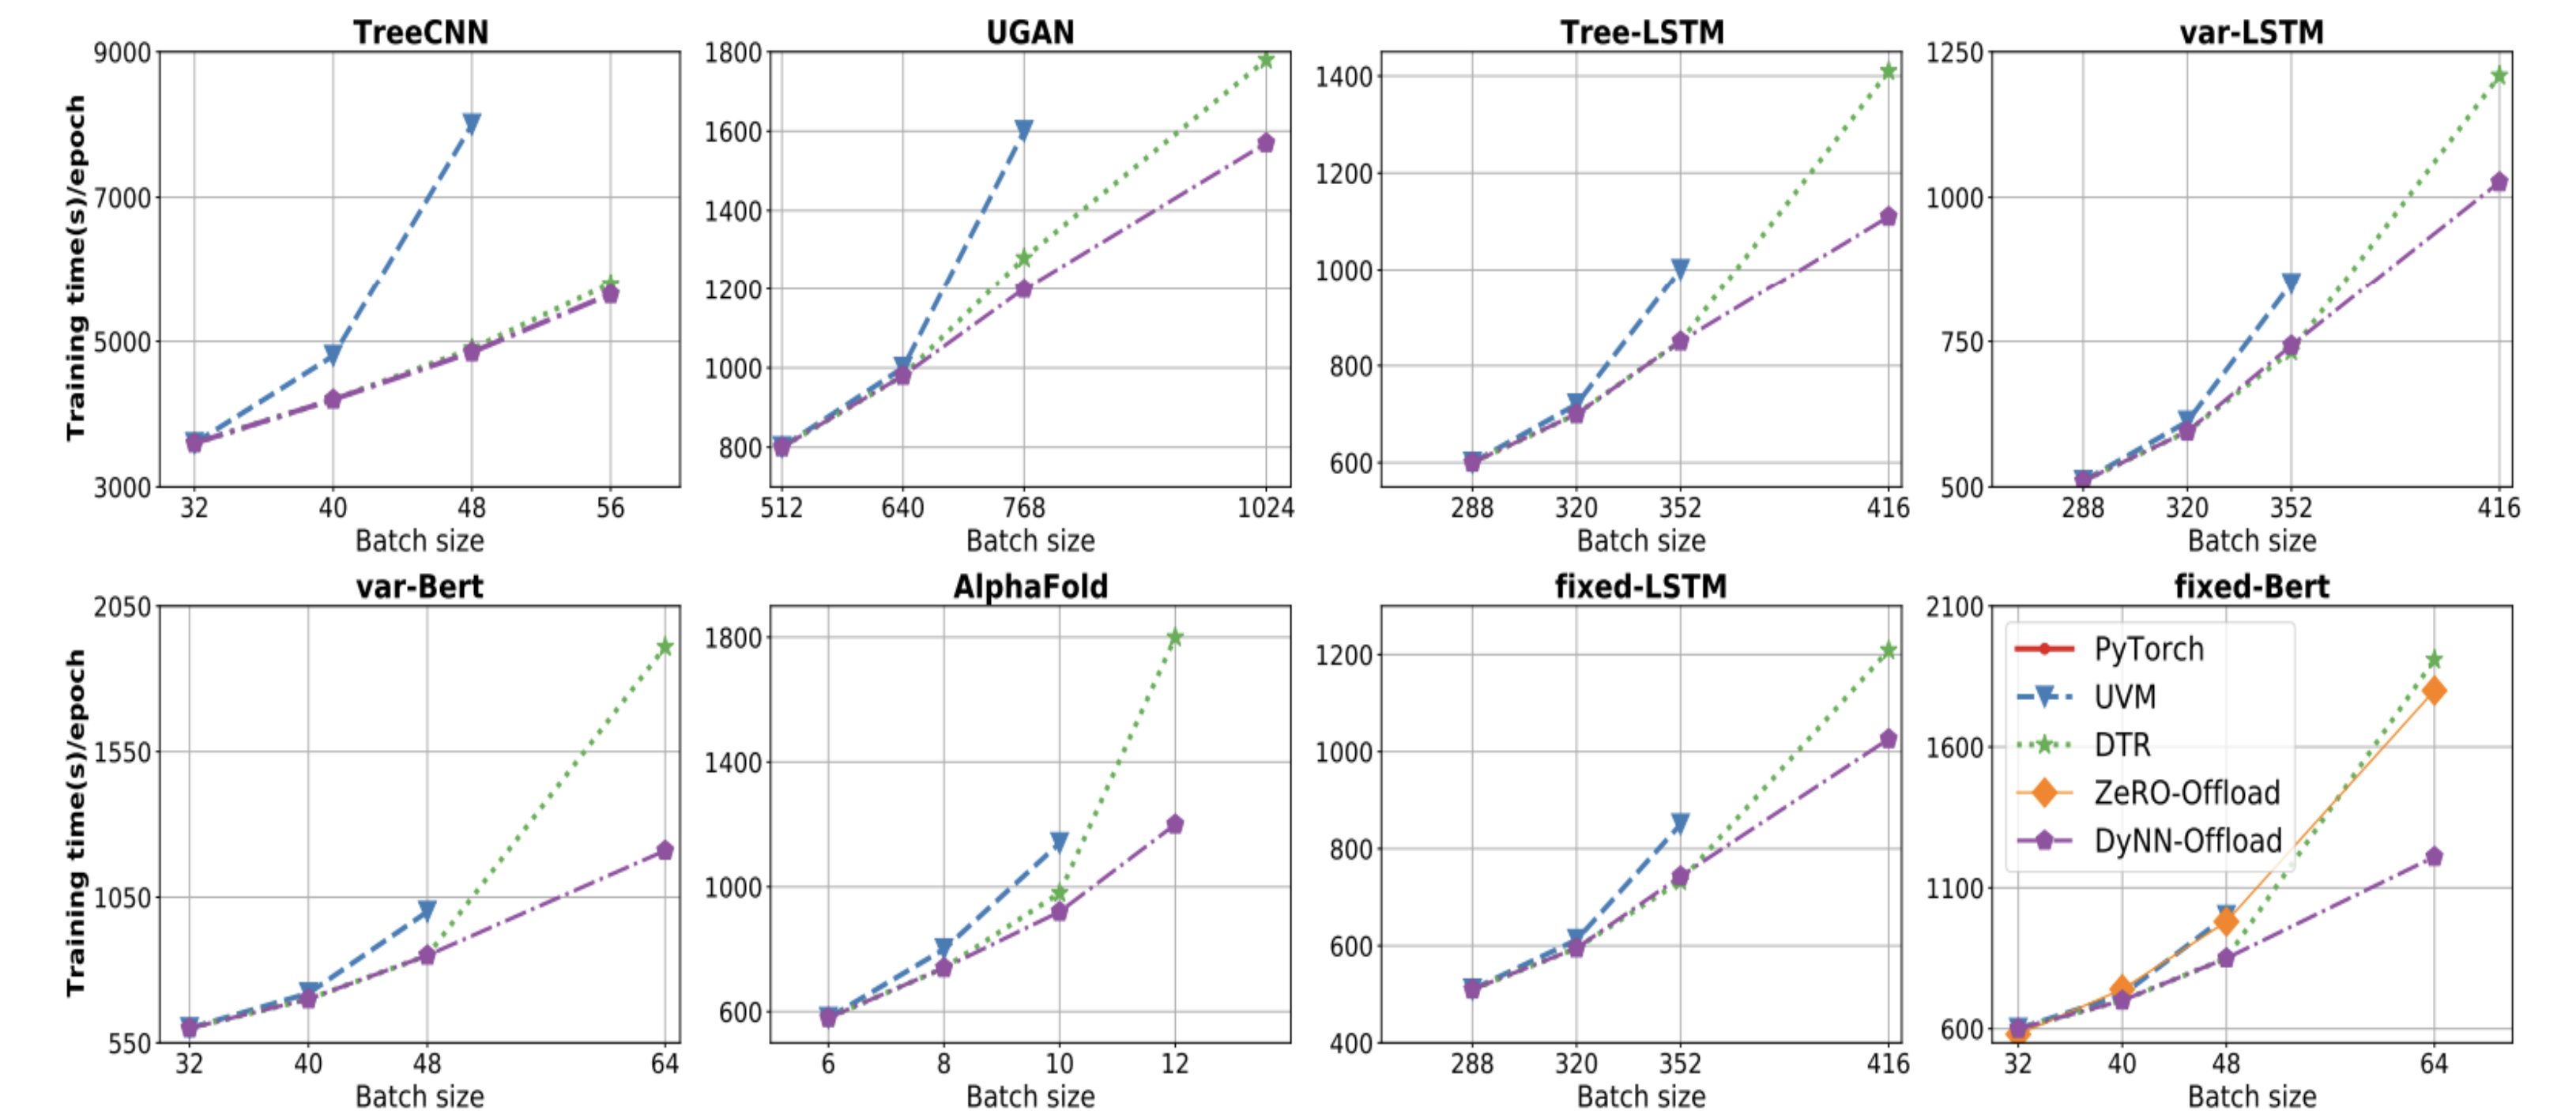 TreeCNN
Training time(s)/epoch
9000
7000
5000
3000
32 40 48 56
Batch size
UGAN
1800
1600
1400
1200
1000
800
512 640 768 1024
Batch size
Tree-LSTM
1400
1200
1000
800
600
288 320 352 416
Batch size
var-LSTM
1250
1000
750
500
288 320 352 416
Batch size
var-Bert
Training time(s)/epoch
2050
1550
1050
550
32 40 48 64
Batch size
AlphaFold
1800
1400
1000
600
6 8 10 12
Batch size
fixed-LSTM
1200
1000
800
600
400
288 320 352 416
Batch size
fixed-Bert
2100
1600
1100
600
PyTorch
UVM
DTR
ZeRO-Offload
DyNN-Offload
32 40 48 64
Batch size